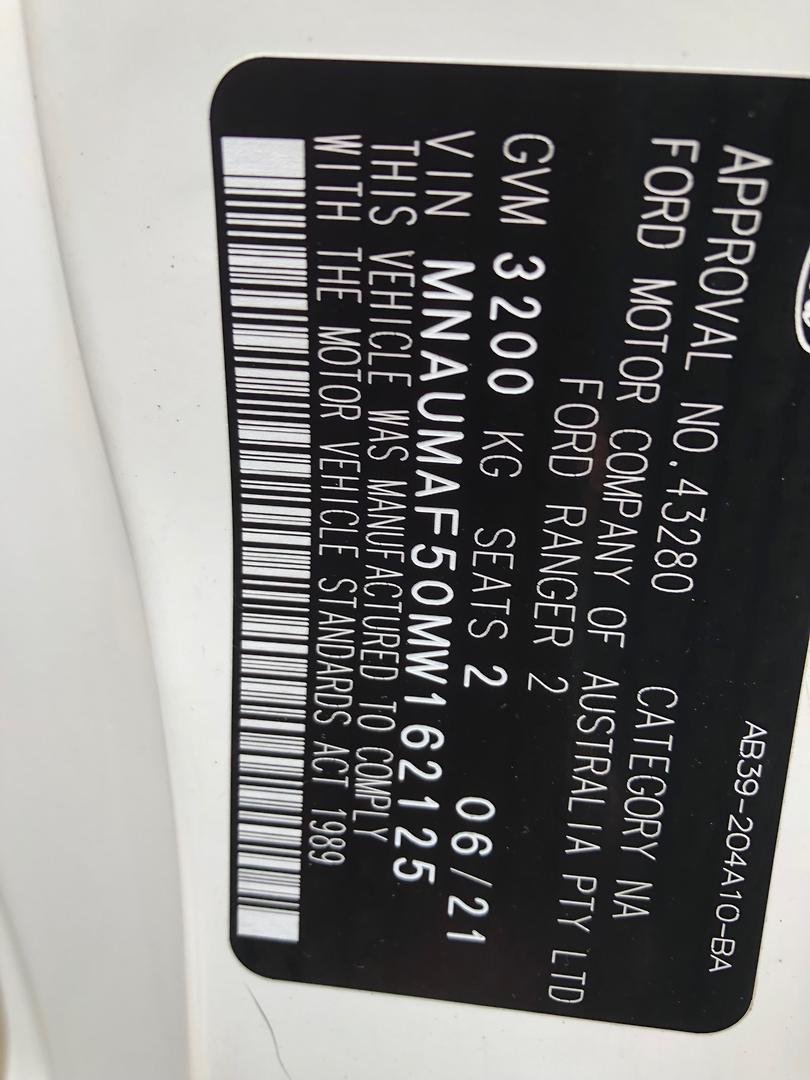 AB39-204A10-BA
APPROVAL NO.43280 CATEGORY NA
FORD MOTOR COMPANY OF AUSTRALIA PTY LTD
FORD RANGER 2
GVM 3200 KG SEATS 2 06/21
VIN MNAUMAF50MW162125
THIS VEHICLE WAS MANUFACTURED TO COMPLY
WITH THE MOTOR VEHICLE STANDARDS ACT 1989